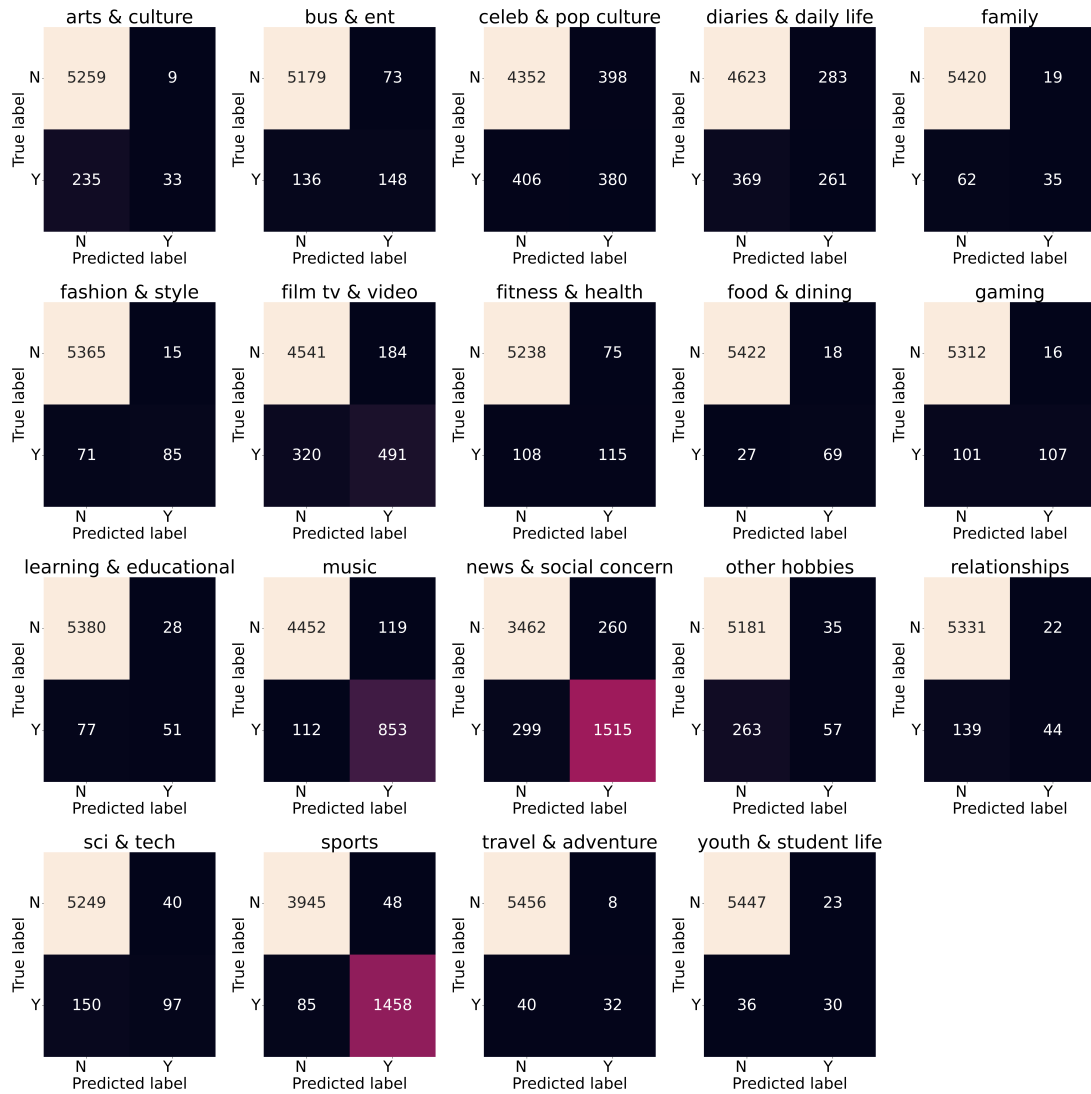 arts & culture
N 5259 9
Y 235 33
True label
N Y
Predicted label
bus & ent
N 5179 73
Y 136 148
True label
N Y
Predicted label
celeb & pop culture
N 4352 398
Y 406 380
True label
N Y
Predicted label
diaries & daily life
N 4623 283
Y 369 261
True label
N Y
Predicted label
family
N 5420 19
Y 62 35
True label
N Y
Predicted label
fashion & style
N 5365 15
Y 71 85
True label
N Y
Predicted label
film tv & video
N 4541 184
Y 320 491
True label
N Y
Predicted label
fitness & health
N 5238 75
Y 108 115
True label
N Y
Predicted label
food & dining
N 5422 18
Y 27 69
True label
N Y
Predicted label
gaming
N 5312 16
Y 101 107
True label
N Y
Predicted label
learning & educational
N 5380 28
Y 77 51
True label
N Y
Predicted label
music
N 4452 119
Y 112 853
True label
N Y
Predicted label
news & social concern
N 3462 260
Y 299 1515
True label
N Y
Predicted label
other hobbies
N 5181 35
Y 263 57
True label
N Y
Predicted label
relationships
N 5331 22
Y 139 44
True label
N Y
Predicted label
sci & tech
N 5249 40
Y 150 97
True label
N Y
Predicted label
sports
N 3945 48
Y 85 1458
True label
N Y
Predicted label
travel & adventure
N 5456 8
Y 40 32
True label
N Y
Predicted label
youth & student life
N 5447 23
Y 36 30
True label
N Y
Predicted label